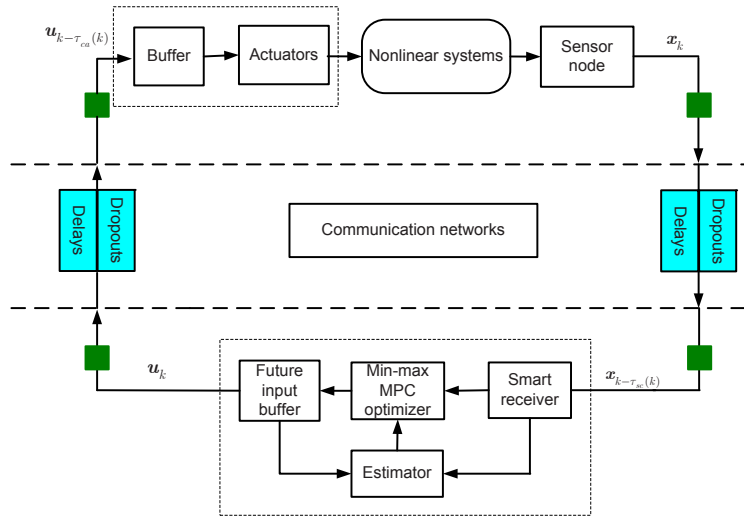 u_{k-τ_{ca}(k)}
Buffer
Actuators
Nonlinear systems
Sensor
node
x_k
Delays
Dropouts
Communication networks
Delays
Dropouts
u_k
Future
input
buffer
Min-max
MPC
optimizer
Smart
receiver
x_{k-τ_{sc}(k)}
Estimator